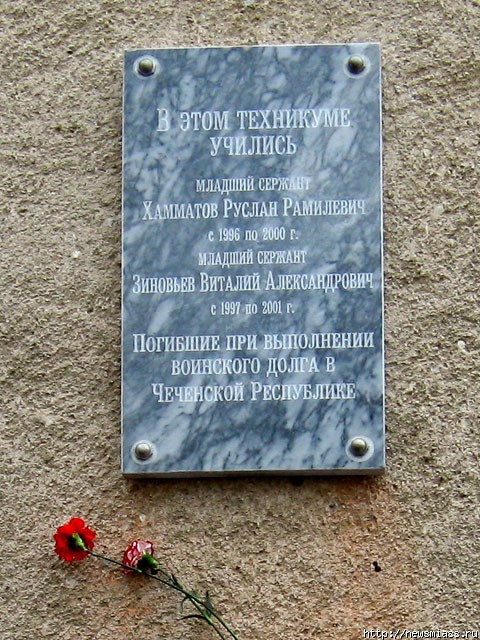 В этом техникуме
учились
младший сержант
Хамматов Руслан Рамилевич
с 1996 по 2000 г.
младший сержант
Зиновьев Виталий Александрович
с 1997 по 2001 г.
Погибшие при выполнении
воинского долга в
Чеченской Республике
http://newsmiass.ru